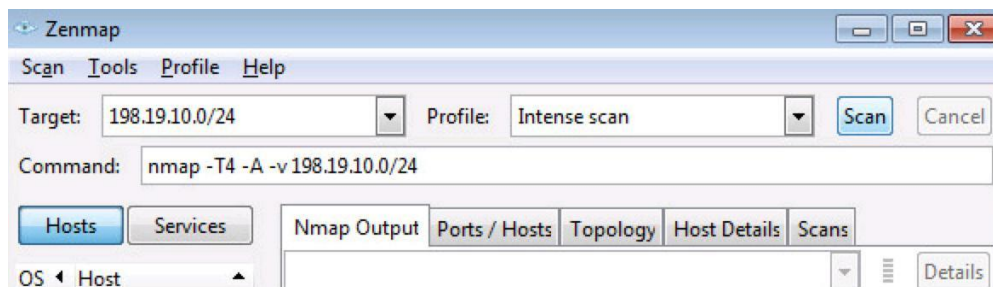 Zenmap
Scan Tools Profile Help
Target: 198.19.10.0/24 Profile: Intense scan Scan Cancel
Command: nmap -T4 -A -v 198.19.10.0/24
Hosts Services Nmap Output Ports / Hosts Topology Host Details Scans
OS Host Details